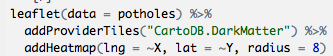 leaflet(data = potholes) %>%
  addProviderTiles("CartoDB.DarkMatter") %>%
  addHeatmap(lng = ~X, lat = ~Y, radius = 8)